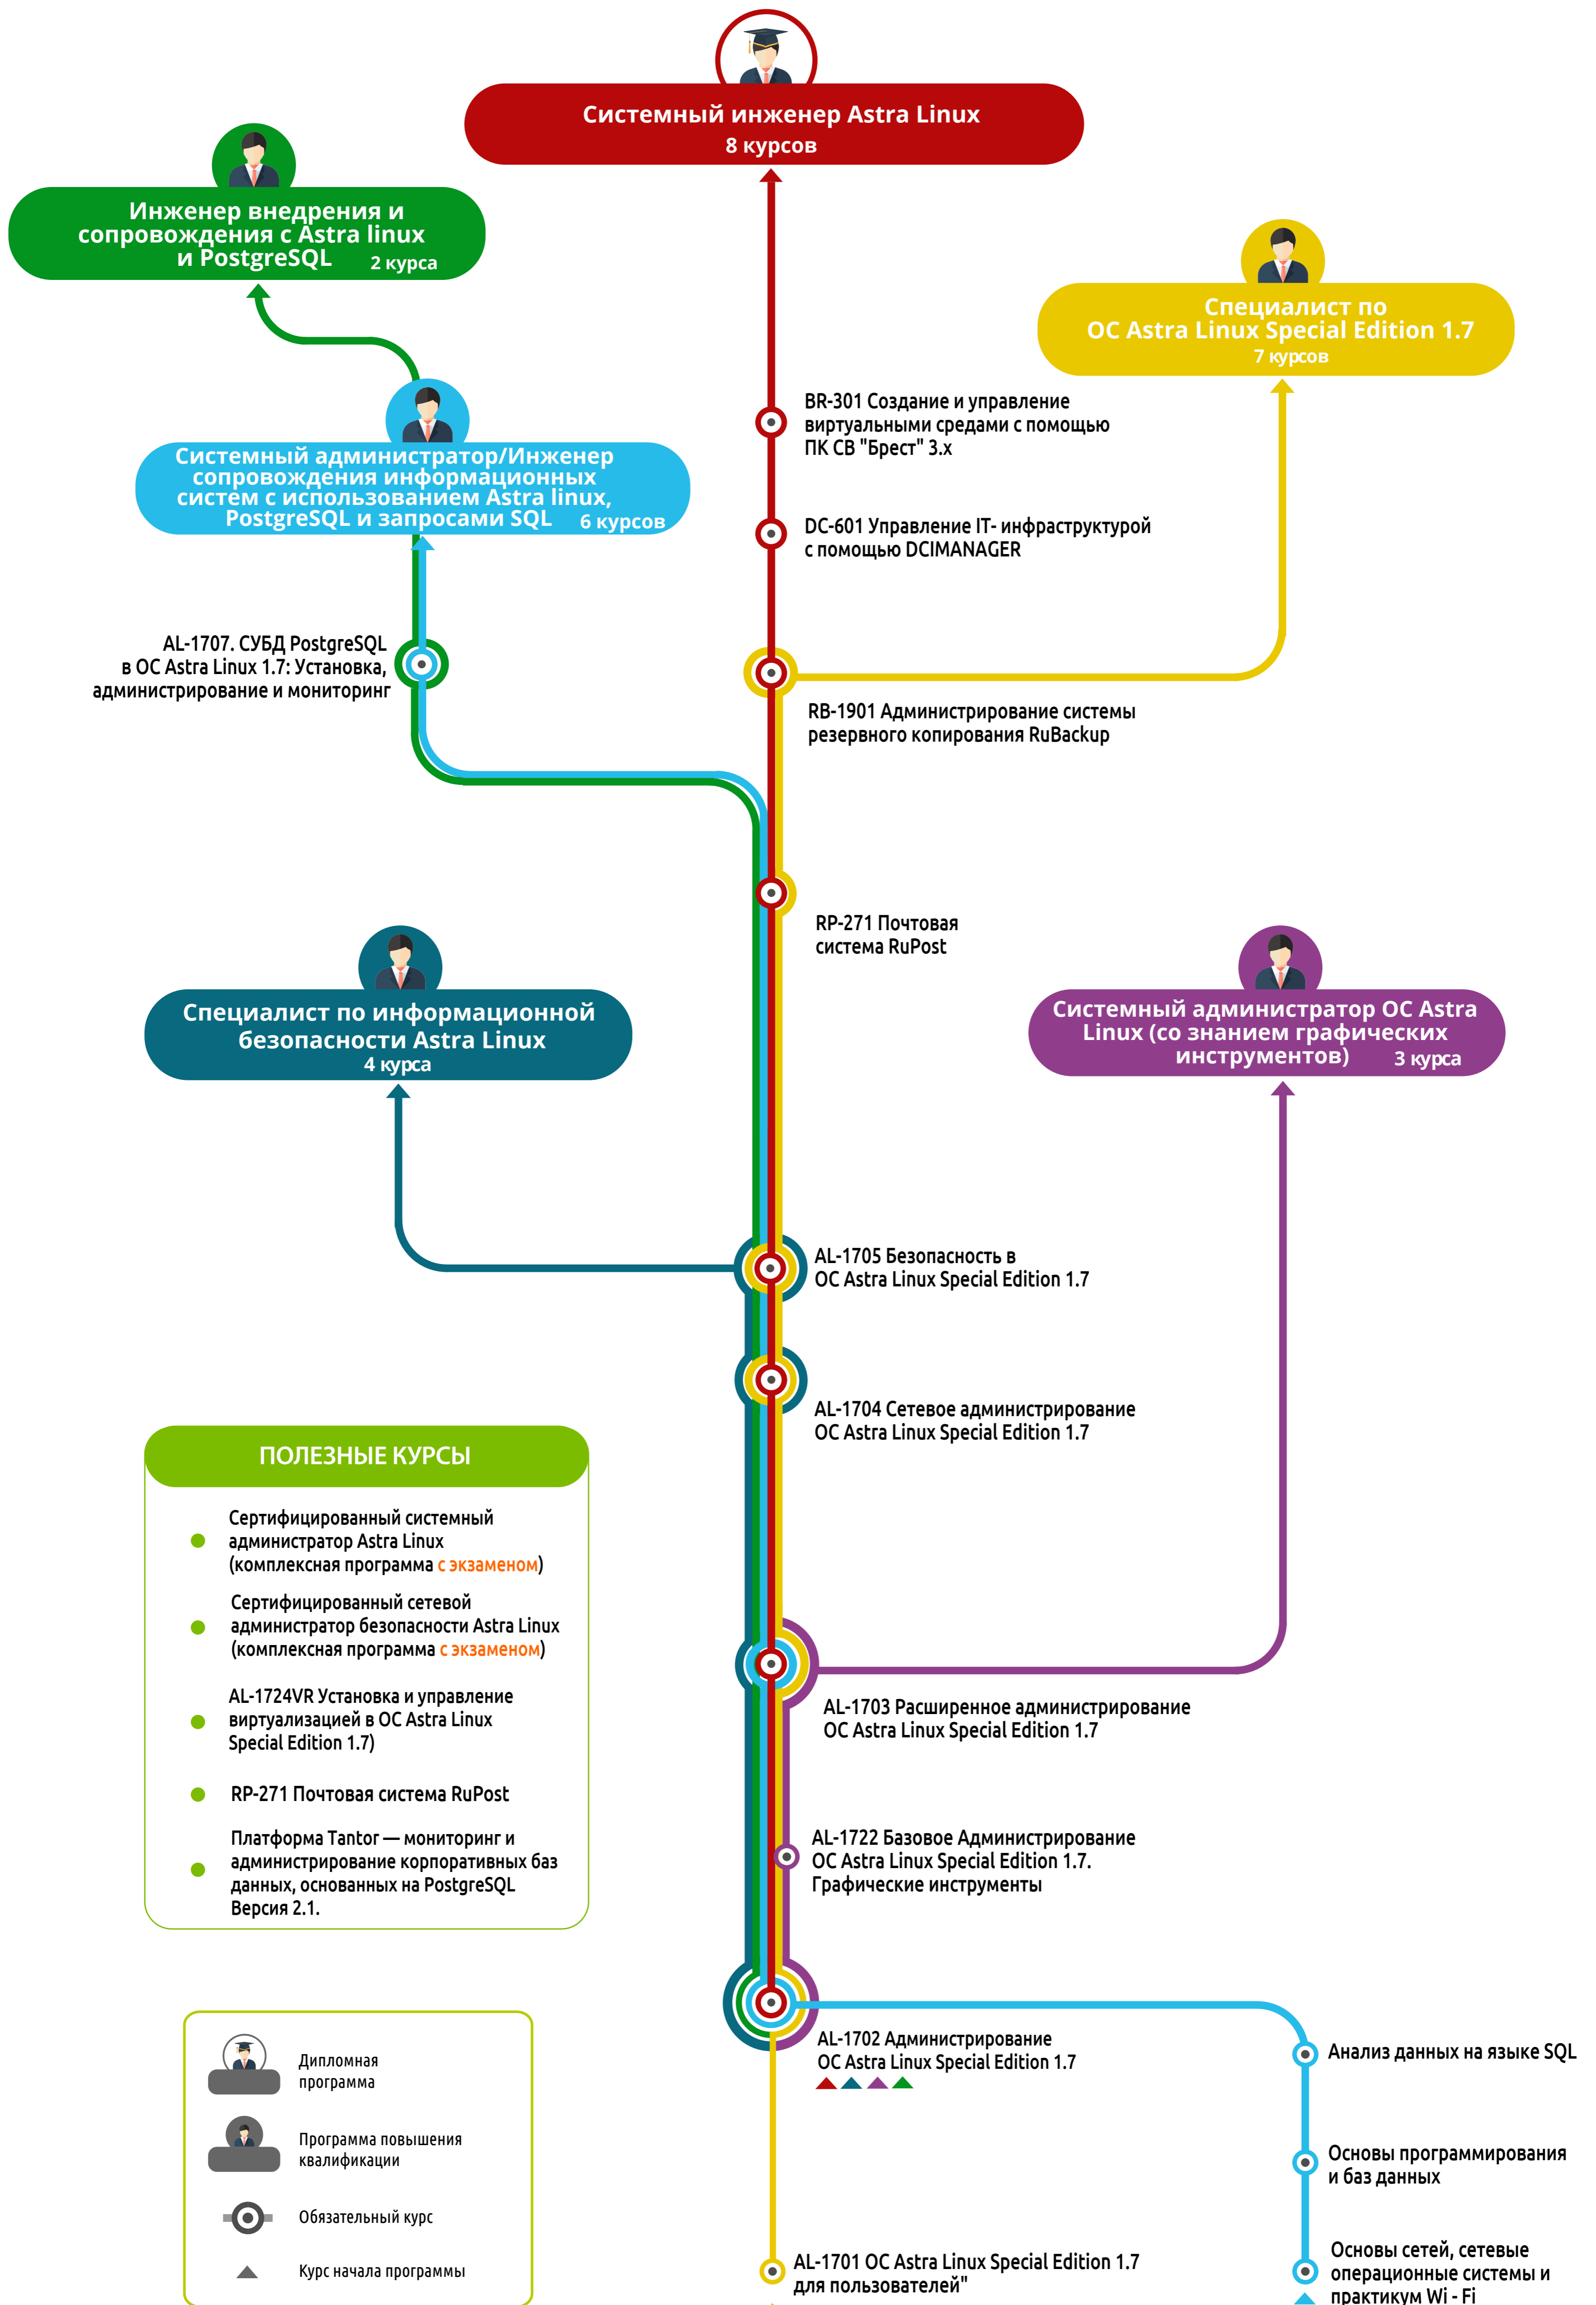 Системный инженер Astra Linux
8 курсов
Инженер внедрения и
сопровождения с Astra linux
и PostgreSQL 2 курса
Специалист по
ОС Astra Linux Special Edition 1.7
7 курсов
BR-301 Создание и управление
виртуальными средами с помощью
ПК СВ "Брест" 3.x
Системный администратор/Инженер
сопровождения информационных
систем с использованием Astra linux,
PostgreSQL и запросами SQL 6 курсов
DC-601 Управление IT- инфраструктурой
с помощью DCIMANAGER
AL-1707. СУБД PostgreSQL
в ОС Astra Linux 1.7: Установка,
администрирование и мониторинг
RB-1901 Администрирование системы
резервного копирования RuBackup
RP-271 Почтовая
система RuPost
Специалист по информационной
безопасности Astra Linux
4 курса
Системный администратор ОС Astra
Linux (со знанием графических
инструментов) 3 курса
AL-1705 Безопасность в
ОС Astra Linux Special Edition 1.7
AL-1704 Сетевое администрирование
ОС Astra Linux Special Edition 1.7
ПОЛЕЗНЫЕ КУРСЫ
Сертифицированный системный
администратор Astra Linux
(комплексная программа с экзаменом)
Сертифицированный сетевой
администратор безопасности Astra Linux
(комплексная программа с экзаменом)
AL-1724VR Установка и управление
виртуализацией в ОС Astra Linux
Special Edition 1.7)
RP-271 Почтовая система RuPost
Платформа Tantor — мониторинг и
администрирование корпоративных баз
данных, основанных на PostgreSQL
Версия 2.1.
AL-1703 Расширенное администрирование
ОС Astra Linux Special Edition 1.7
AL-1722 Базовое Администрирование
ОС Astra Linux Special Edition 1.7.
Графические инструменты
AL-1702 Администрирование
ОС Astra Linux Special Edition 1.7
Анализ данных на языке SQL
Основы программирования
и баз данных
Основы сетей, сетевые
операционные системы и
практикум Wi - Fi
AL-1701 ОС Astra Linux Special Edition 1.7
для пользователей"
Дипломная
программа
Программа повышения
квалификации
Обязательный курс
Курс начала программы